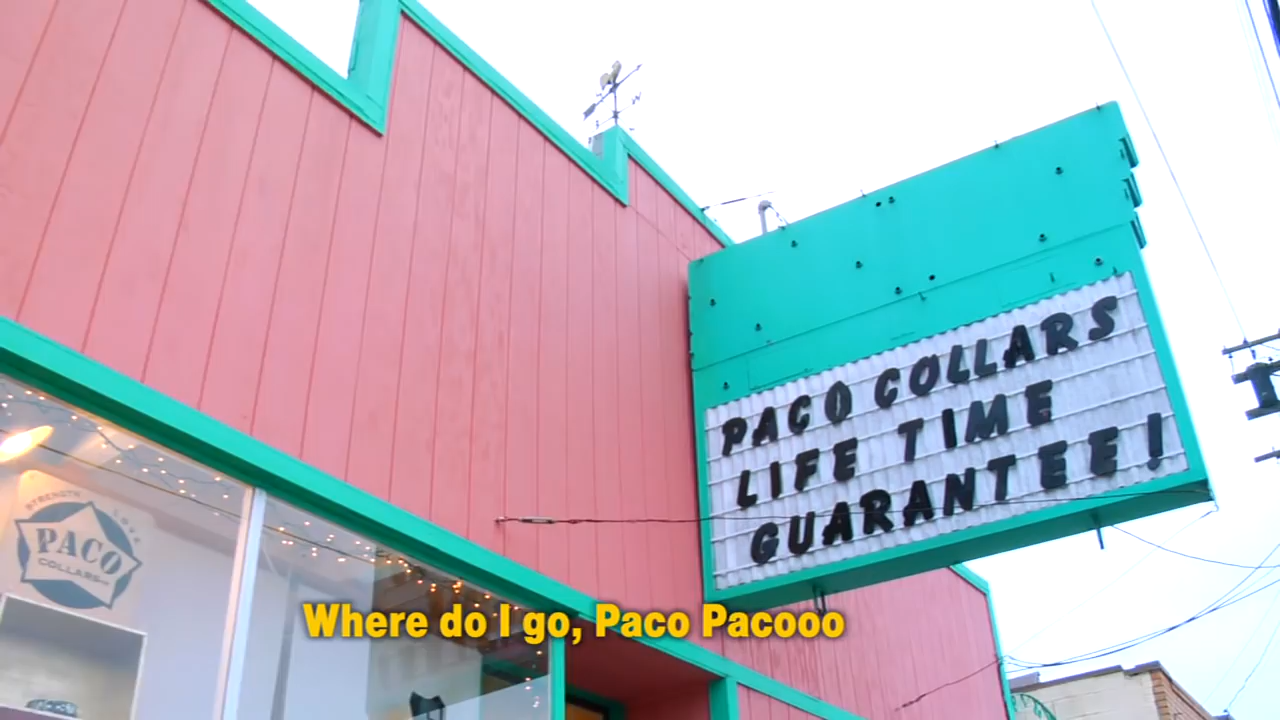 PACO COLLARS
LIFE TIME
GUARANTEE!
STRENGTH LOVE
PACO
COLLARS
Where do I go, Paco Pacooo